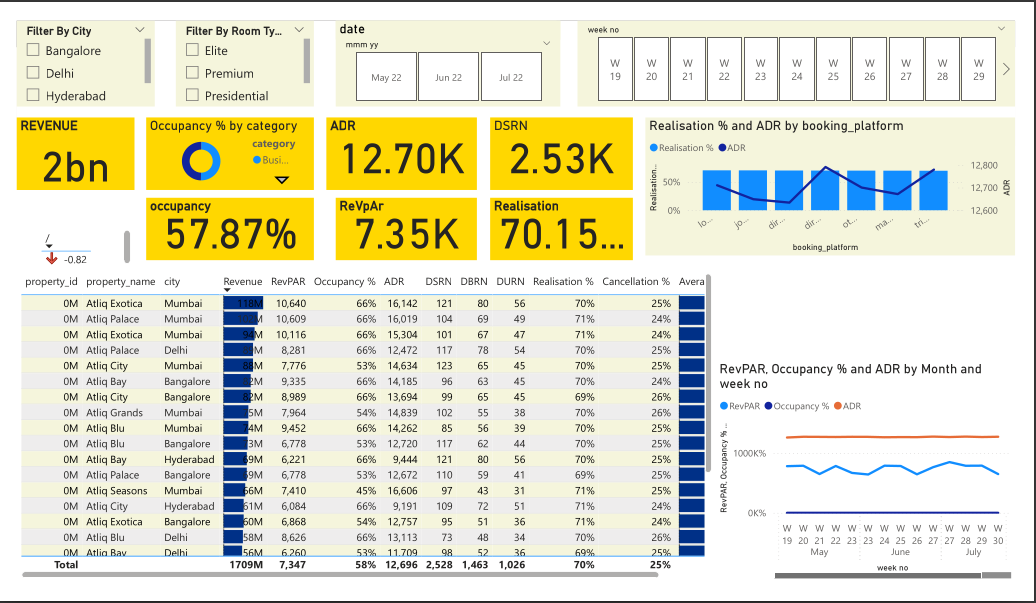 Filter By City
Bangalore
Delhi
Hyderabad
Filter By Room Ty...
Elite
Premium
Presidential
date
mmm yy
May 22 Jun 22 Jul 22
week no
W 19 W 20 W 21 W 22 W 23 W 24 W 25 W 26 W 27 W 28 W 29
REVENUE
2bn
Occupancy % by category
category
Busi...
ADR
12.70K
DSRN
2.53K
occupancy
57.87%
ReVpAr
7.35K
Realisation
70.15...
/
-0.82
Realisation % and ADR by booking_platform
Realisation % ADR
Realisation...
50%
0%
12,800
12,700
12,600
ADR
lo... jo... dir... dir... ot... ma... tri...
booking_platform
property_id property_name city Revenue RevPAR Occupancy % ADR DSRN DBRN DURN Realisation % Cancellation % Avera
0M Atliq Exotica Mumbai 118M 10,640 66% 16,142 121 80 56 70% 25%
0M Atliq Palace Mumbai 10,609 66% 16,019 104 69 49 71% 24%
0M Atliq Exotica Mumbai 94M 10,116 66% 15,304 101 67 47 71% 24%
0M Atliq Palace Delhi 8,281 66% 12,472 117 78 54 70% 25%
0M Atliq City Mumbai 7,776 53% 14,634 123 65 45 70% 25%
0M Atliq Bay Bangalore 9,335 66% 14,185 96 63 45 70% 24%
0M Atliq City Bangalore 8,989 66% 13,694 99 65 45 69% 26%
0M Atliq Grands Mumbai 7,964 54% 14,839 102 55 38 70% 26%
0M Atliq Blu Mumbai 74M 9,452 66% 14,262 85 56 39 70% 25%
0M Atliq Blu Bangalore 73M 6,778 53% 12,720 117 62 44 70% 25%
0M Atliq Bay Hyderabad 69M 6,221 66% 9,444 121 80 56 70% 25%
0M Atliq Palace Bangalore 69M 6,778 53% 12,672 110 59 41 69% 25%
0M Atliq Seasons Mumbai 66M 7,410 45% 16,606 97 43 31 71% 25%
0M Atliq City Hyderabad 61M 6,084 66% 9,191 109 72 51 71% 24%
0M Atliq Exotica Bangalore 60M 6,868 54% 12,757 95 51 36 71% 24%
0M Atliq Blu Delhi 58M 8,626 66% 13,113 73 48 34 70% 26%
0M Atliq Bay Delhi 56M 6,260 53% 11,709 98 52 36 69% 25%
Total 1709M 7,347 58% 12,696 2,528 1,463 1,026 70% 25%
RevPAR, Occupancy % and ADR by Month and
week no
RevPAR Occupancy % ADR
RevPAR, Occupancy % ...
1000K%
0K%
W 19 W 20 W 21 W 22 W 23 W 24 W 25 W 26 W 27 W 28 W 29 W 30
May June July
week no